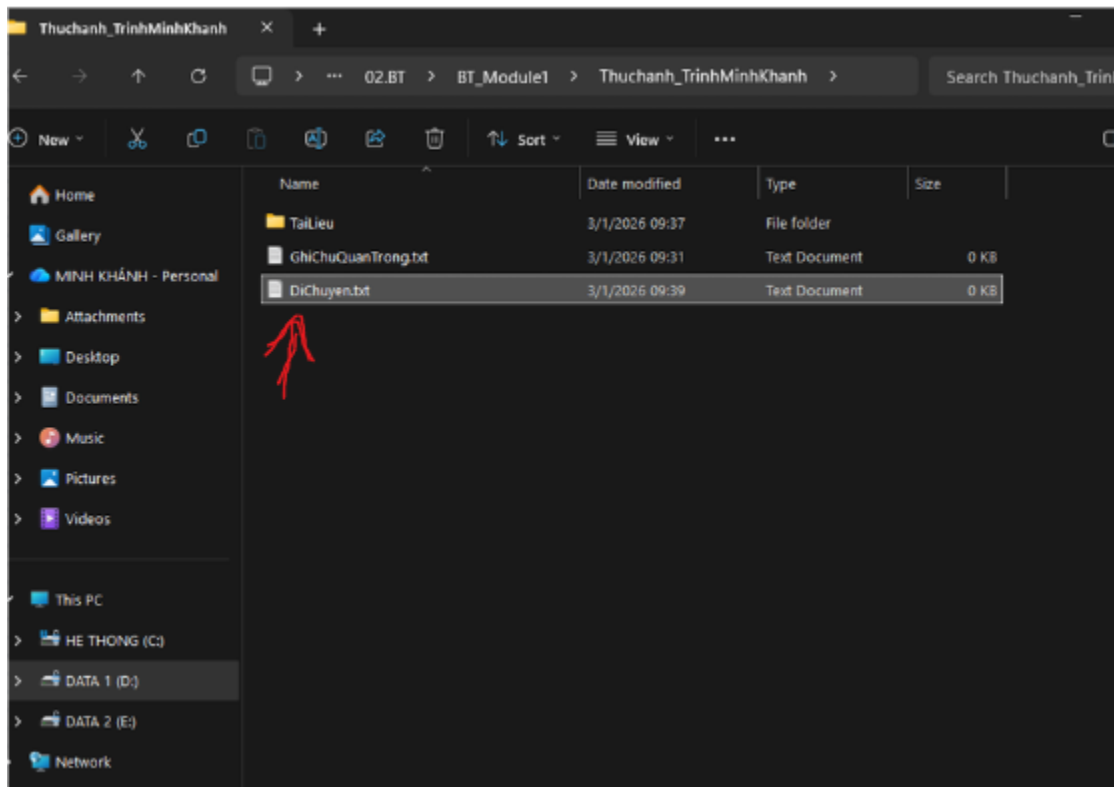 Thuchanh_TrinhMinhKhanh
02.BT > BT_Module1 > Thuchanh_TrinhMinhKhanh >
Search Thuchanh_Trin
New
Sort
View
Name Date modified Type Size
TaiLieu 3/1/2026 09:37 File folder
GhiChuQuanTrong.txt 3/1/2026 09:31 Text Document 0 KB
DiChuyen.txt 3/1/2026 09:39 Text Document 0 KB
Home
Gallery
MINH KHÁNH - Personal
Attachments
Desktop
Documents
Music
Pictures
Videos
This PC
HE THONG (C:)
DATA 1 (D:)
DATA 2 (E:)
Network